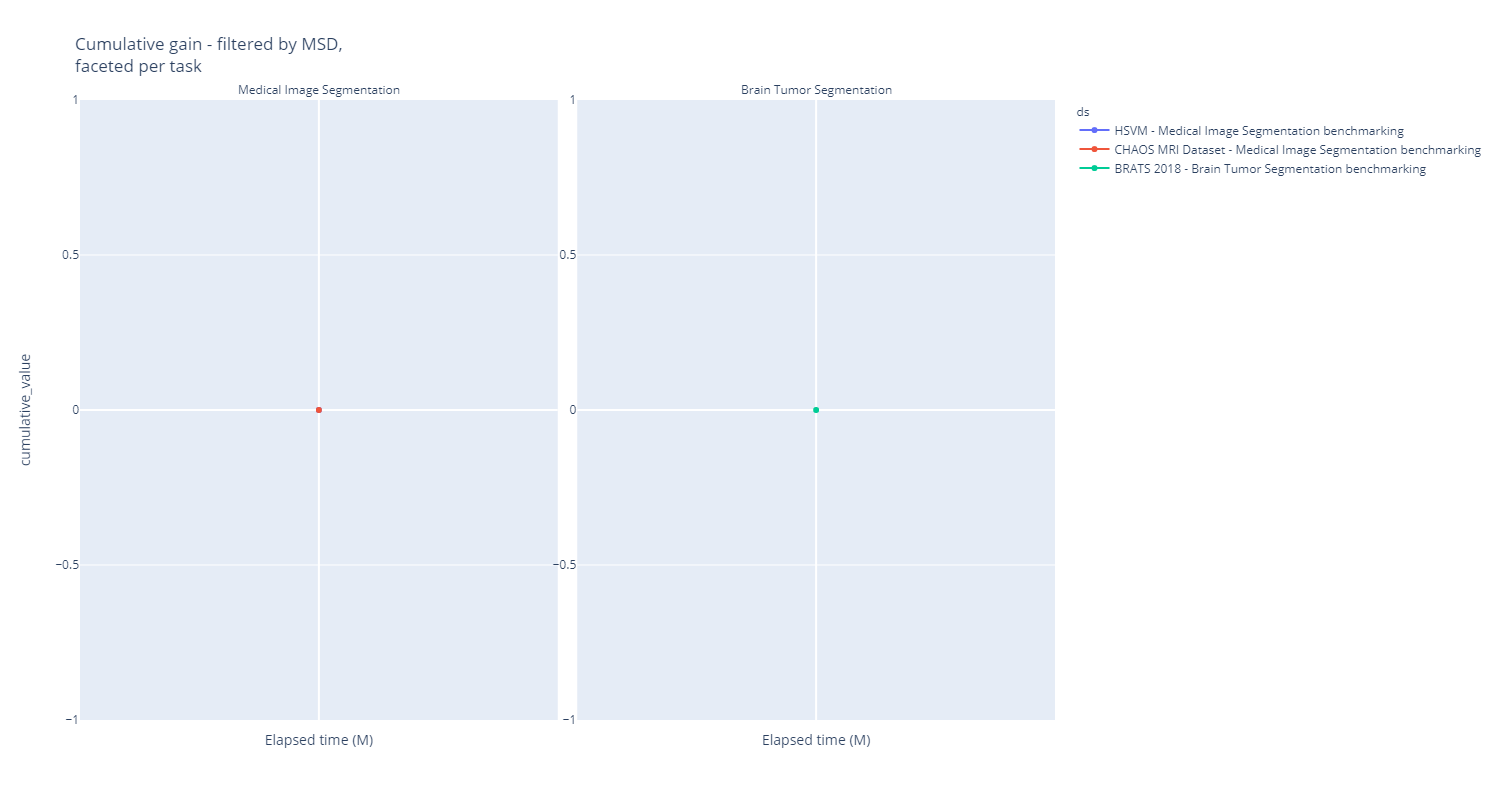 Cumulative gain - filtered by MSD,
faceted per task
Medical Image Segmentation
Brain Tumor Segmentation
1
0.5
0
−0.5
−1
1
0.5
0
−0.5
−1
cumulative_value
Elapsed time (M)
Elapsed time (M)
ds
HSVM - Medical Image Segmentation benchmarking
CHAOS MRI Dataset - Medical Image Segmentation benchmarking
BRATS 2018 - Brain Tumor Segmentation benchmarking